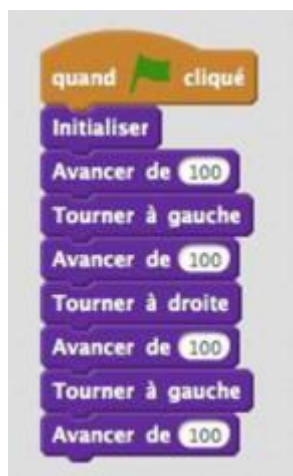 quand cliqué
Initialiser
Avancer de 100
Tourner à gauche
Avancer de 100
Tourner à droite
Avancer de 100
Tourner à gauche
Avancer de 100